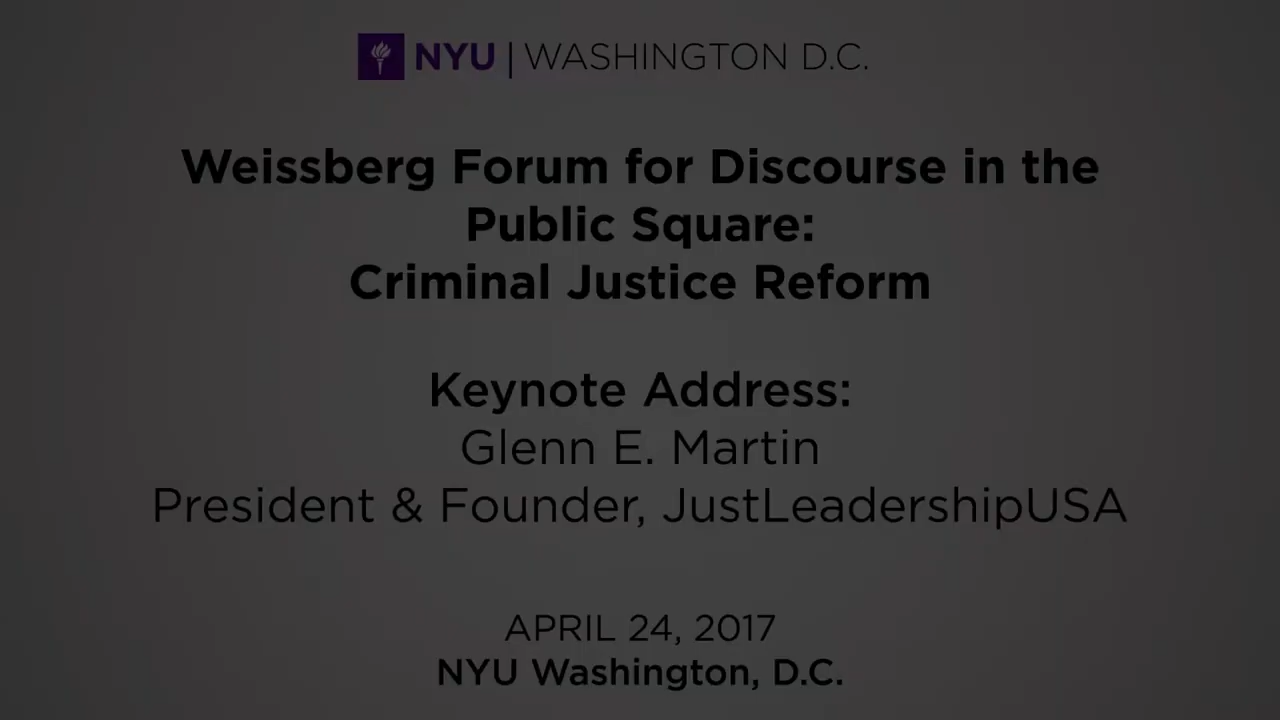 NYU | WASHINGTON D.C.
Weissberg Forum for Discourse in the
Public Square:
Criminal Justice Reform
Keynote Address:
Glenn E. Martin
President & Founder, JustLeadershipUSA
APRIL 24, 2017
NYU Washington, D.C.